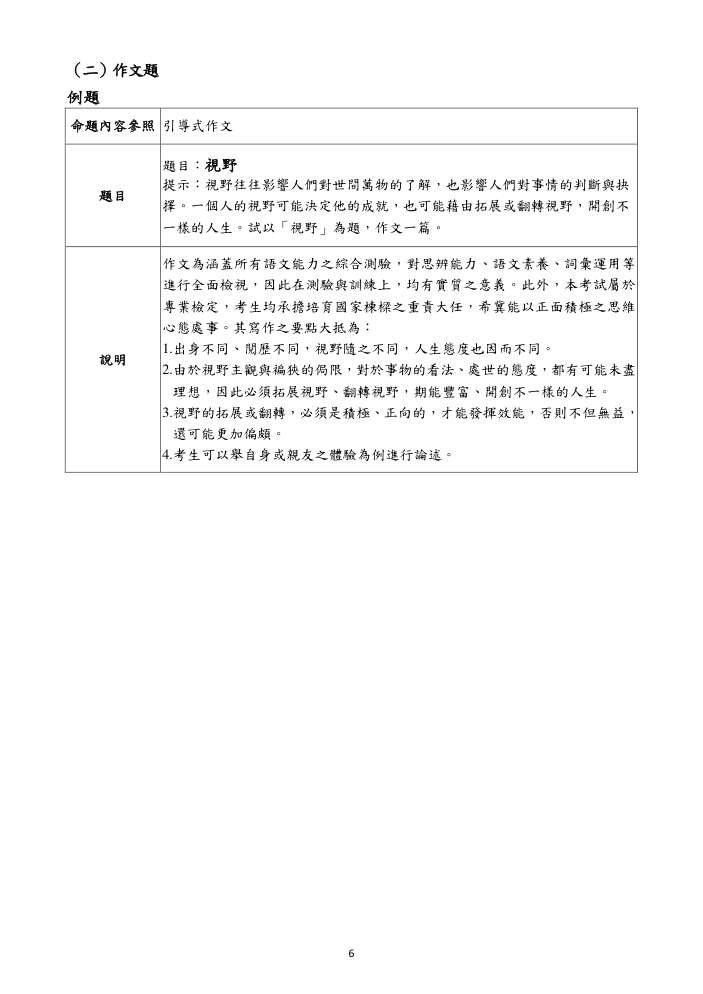 （二）作文題
例題
命題內容參照 引導式作文
題目
題目：視野
提示：視野往往影響人們對世間萬物的了解，也影響人們對事情的判斷與抉
擇。一個人的視野可能決定他的成就，也可能藉由拓展或翻轉視野，開創不
一樣的人生。試以「視野」為題，作文一篇。
說明
作文為涵蓋所有語文能力之綜合測驗，對思辨能力、語文素養、詞彙運用等
進行全面檢視，因此在測驗與訓練上，均有實質之意義。此外，本考試屬於
專業檢定，考生均承擔培育國家棟樑之重責大任，希冀能以正面積極之思維
心態處事。其寫作之要點大抵為：
1.出身不同、閱歷不同，視野隨之不同，人生態度也因而不同。
2.由於視野主觀與褊狹的侷限，對於事物的看法、處世的態度，都有可能未盡
理想，因此必須拓展視野、翻轉視野，期能豐富、開創不一樣的人生。
3.視野的拓展或翻轉，必須是積極、正向的，才能發揮效能，否則不但無益，
還可能更加偏頗。
4.考生可以舉自身或親友之體驗為例進行論述。
6